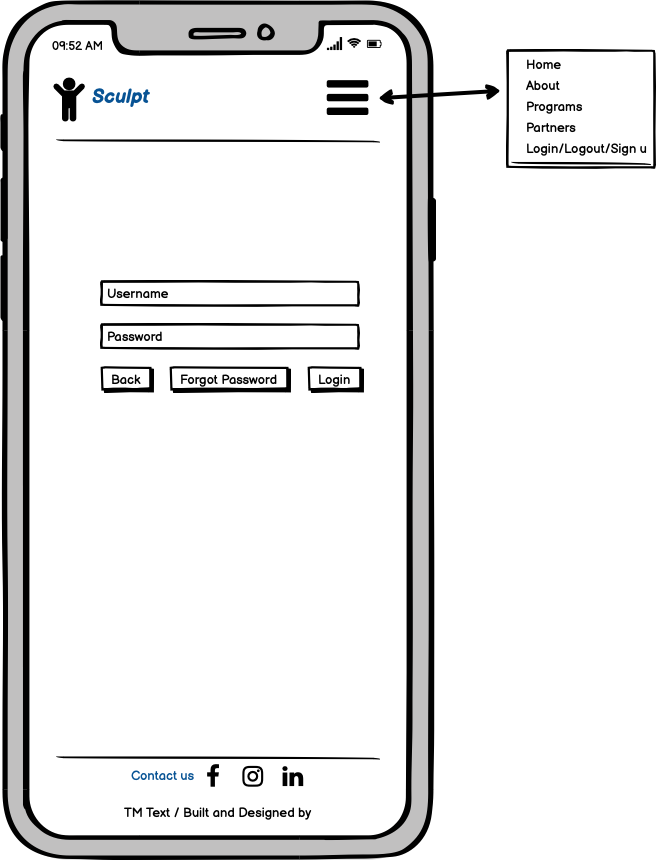 09:52 AM
Sculpt
Home
About
Programs
Partners
Login/Logout/Sign u
Username
Password
Back Forgot Password Login
Contact us
TM Text / Built and Designed by